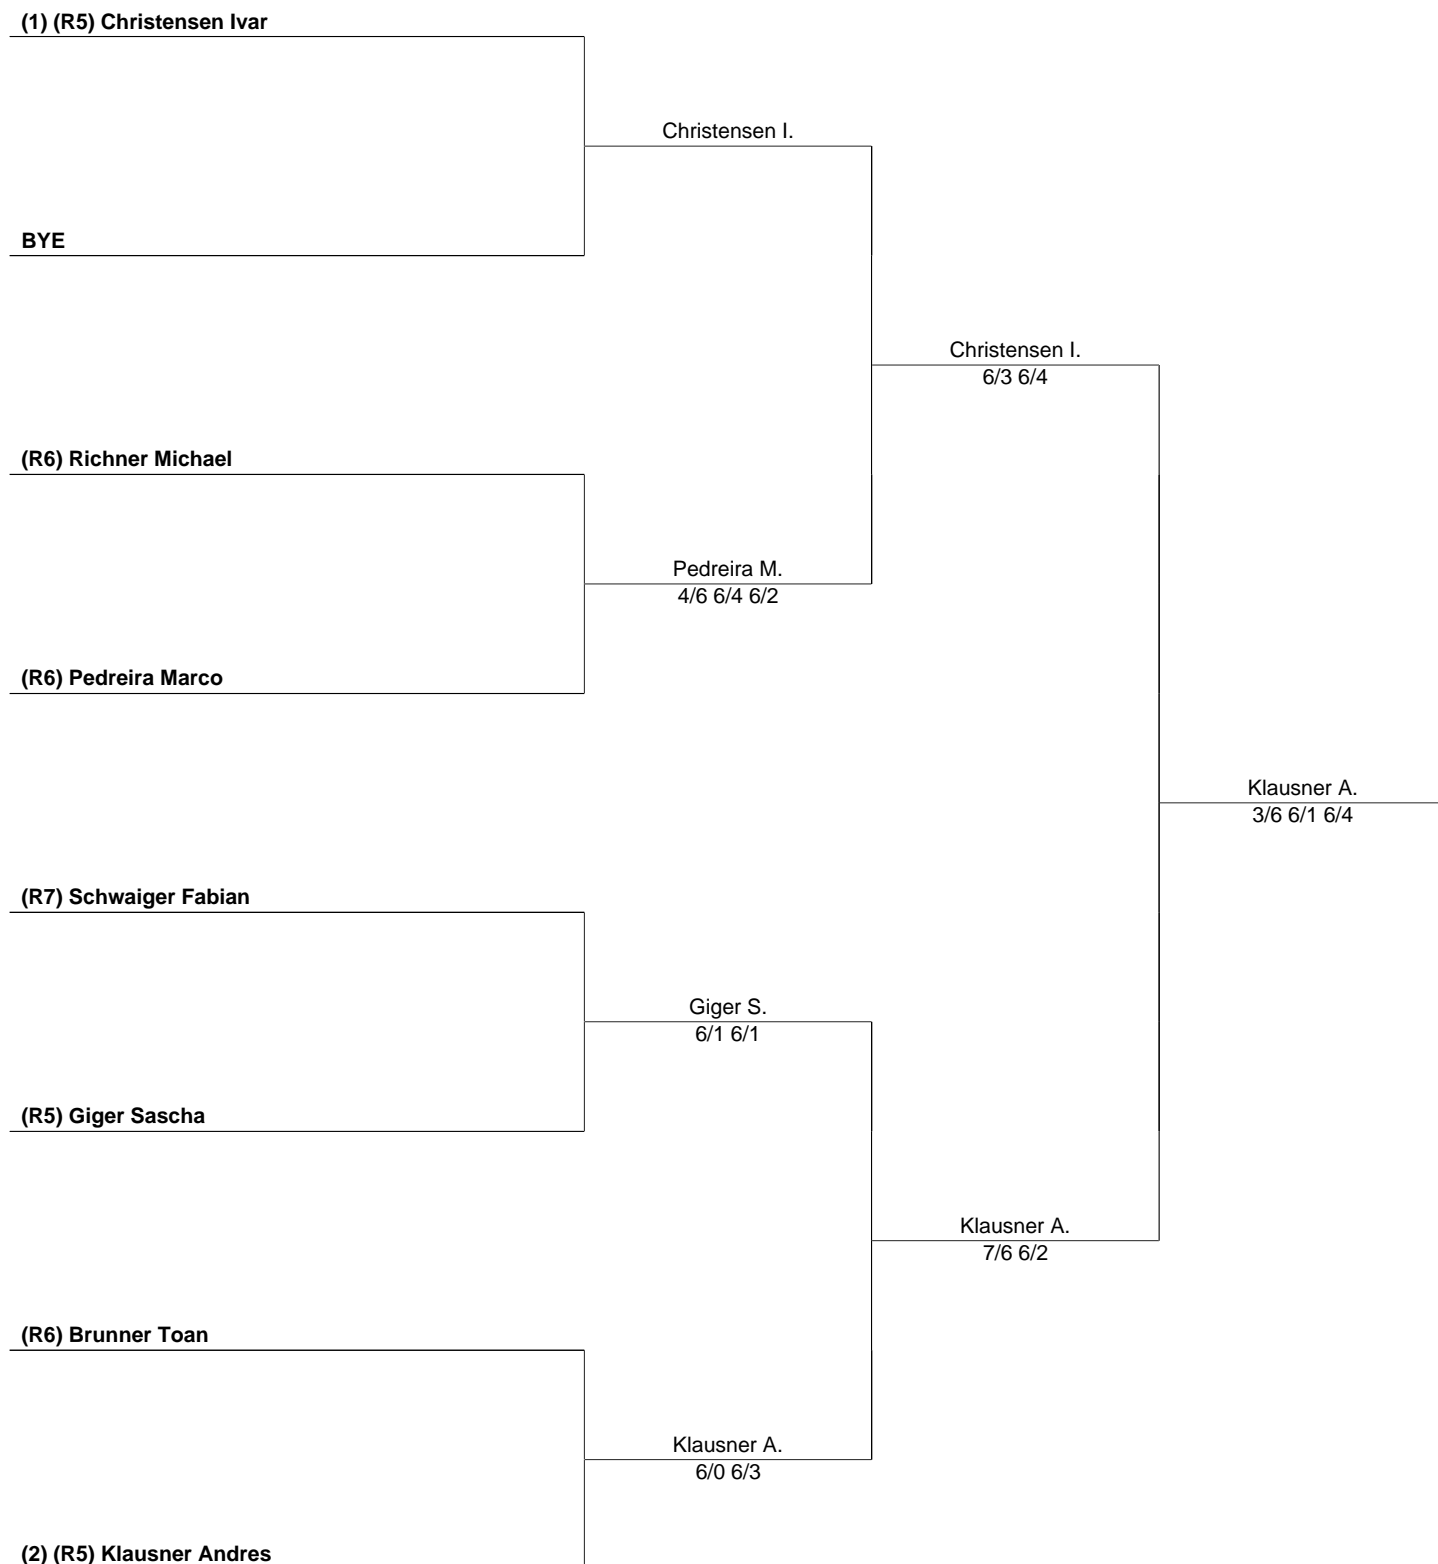 (1) (R5) Christensen Ivar
Christensen I.
BYE
Christensen I.
6/3 6/4
(R6) Richner Michael
Pedreira M.
4/6 6/4 6/2
(R6) Pedreira Marco
Klausner A.
3/6 6/1 6/4
(R7) Schwaiger Fabian
Giger S.
6/1 6/1
(R5) Giger Sascha
Klausner A.
7/6 6/2
(R6) Brunner Toan
Klausner A.
6/0 6/3
(2) (R5) Klausner Andres